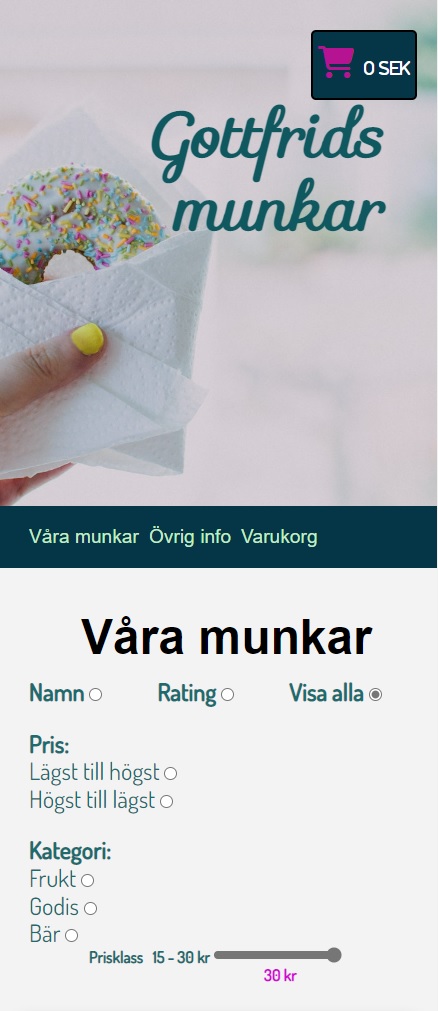 0 SEK
Gottfrids
munkar
Våra munkar Övrig info Varukorg
Våra munkar
Namn Rating Visa alla
Pris:
Lägst till högst
Högst till lägst
Kategori:
Frukt
Godis
Bär
Prisklass 15 - 30 kr
30 kr